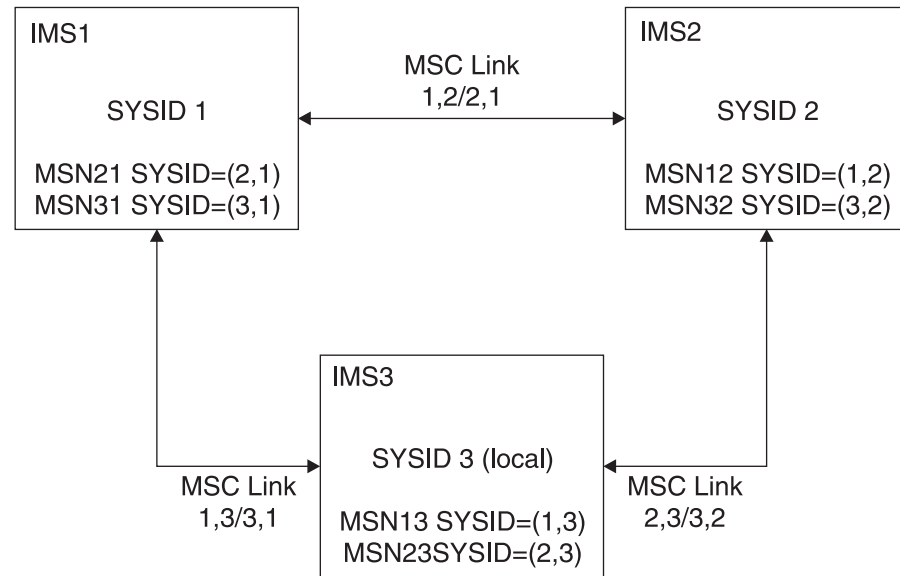 IMS1
SYSID 1
MSN21 SYSID=(2,1)
MSN31 SYSID=(3,1)
MSC Link
1,2/2,1
IMS2
SYSID 2
MSN12 SYSID=(1,2)
MSN32 SYSID=(3,2)
IMS3
SYSID 3 (local)
MSN13 SYSID=(1,3)
MSN23SYSID=(2,3)
MSC Link
1,3/3,1
MSC Link
2,3/3,2